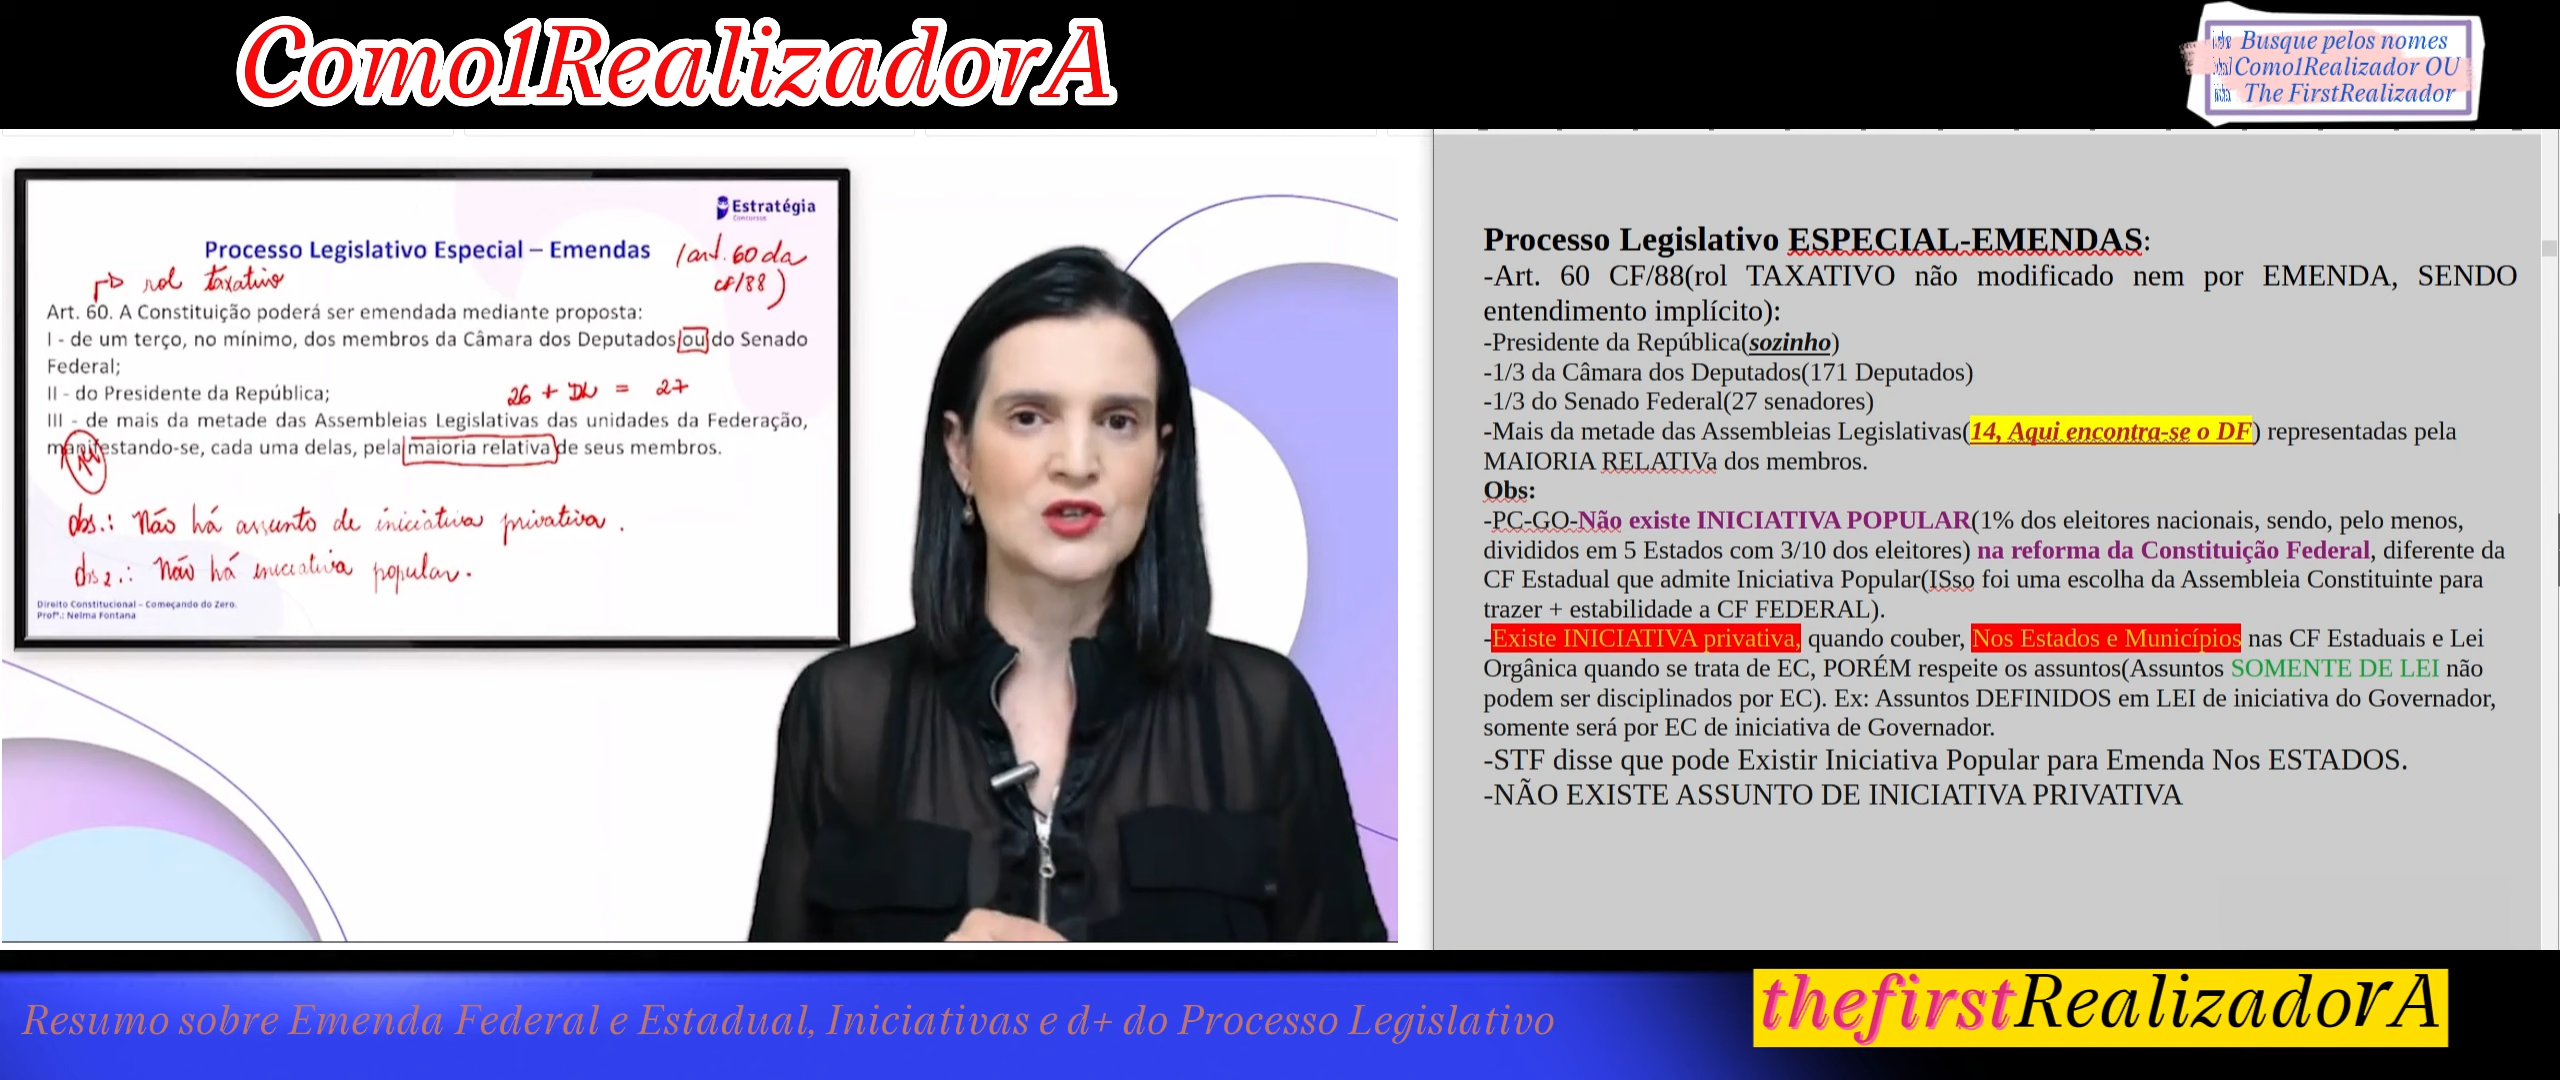 Como1RealizadorA
Busque pelos nomes
Como1Realizador OU
The FirstRealizador
Estratégia
Concursos
Processo Legislativo Especial – Emendas
(art. 60 da
CF/88)
rol taxativo
Art. 60. A Constituição poderá ser emendada mediante proposta:
I - de um terço, no mínimo, dos membros da Câmara dos Deputados ou do Senado
Federal;
II - do Presidente da República;
26 + DL = 27
III - de mais da metade das Assembleias Legislativas das unidades da Federação,
manifestando-se, cada uma delas, pela maioria relativa de seus membros.
14
obs.: Não há assunto de iniciativa privativa.
obs 2.: Não há iniciativa popular.
Direito Constitucional – Começando do Zero.
Profª.: Nelma Fontana
Processo Legislativo ESPECIAL-EMENDAS:
-Art. 60 CF/88(rol TAXATIVO não modificado nem por EMENDA, SENDO
entendimento implícito):
-Presidente da República(sozinho)
-1/3 da Câmara dos Deputados(171 Deputados)
-1/3 do Senado Federal(27 senadores)
-Mais da metade das Assembleias Legislativas(14, Aqui encontra-se o DF) representadas pela
MAIORIA RELATIVa dos membros.
Obs:
-PC-GO-Não existe INICIATIVA POPULAR(1% dos eleitores nacionais, sendo, pelo menos,
divididos em 5 Estados com 3/10 dos eleitores) na reforma da Constituição Federal, diferente da
CF Estadual que admite Iniciativa Popular(ISso foi uma escolha da Assembleia Constituinte para
trazer + estabilidade a CF FEDERAL).
-Existe INICIATIVA privativa, quando couber, Nos Estados e Municípios nas CF Estaduais e Lei
Orgânica quando se trata de EC, PORÉM respeite os assuntos(Assuntos SOMENTE DE LEI não
podem ser disciplinados por EC). Ex: Assuntos DEFINIDOS em LEI de iniciativa do Governador,
somente será por EC de iniciativa de Governador.
-STF disse que pode Existir Iniciativa Popular para Emenda Nos ESTADOS.
-NÃO EXISTE ASSUNTO DE INICIATIVA PRIVATIVA
Resumo sobre Emenda Federal e Estadual, Iniciativas e d+ do Processo Legislativo
thefirstRealizadorA